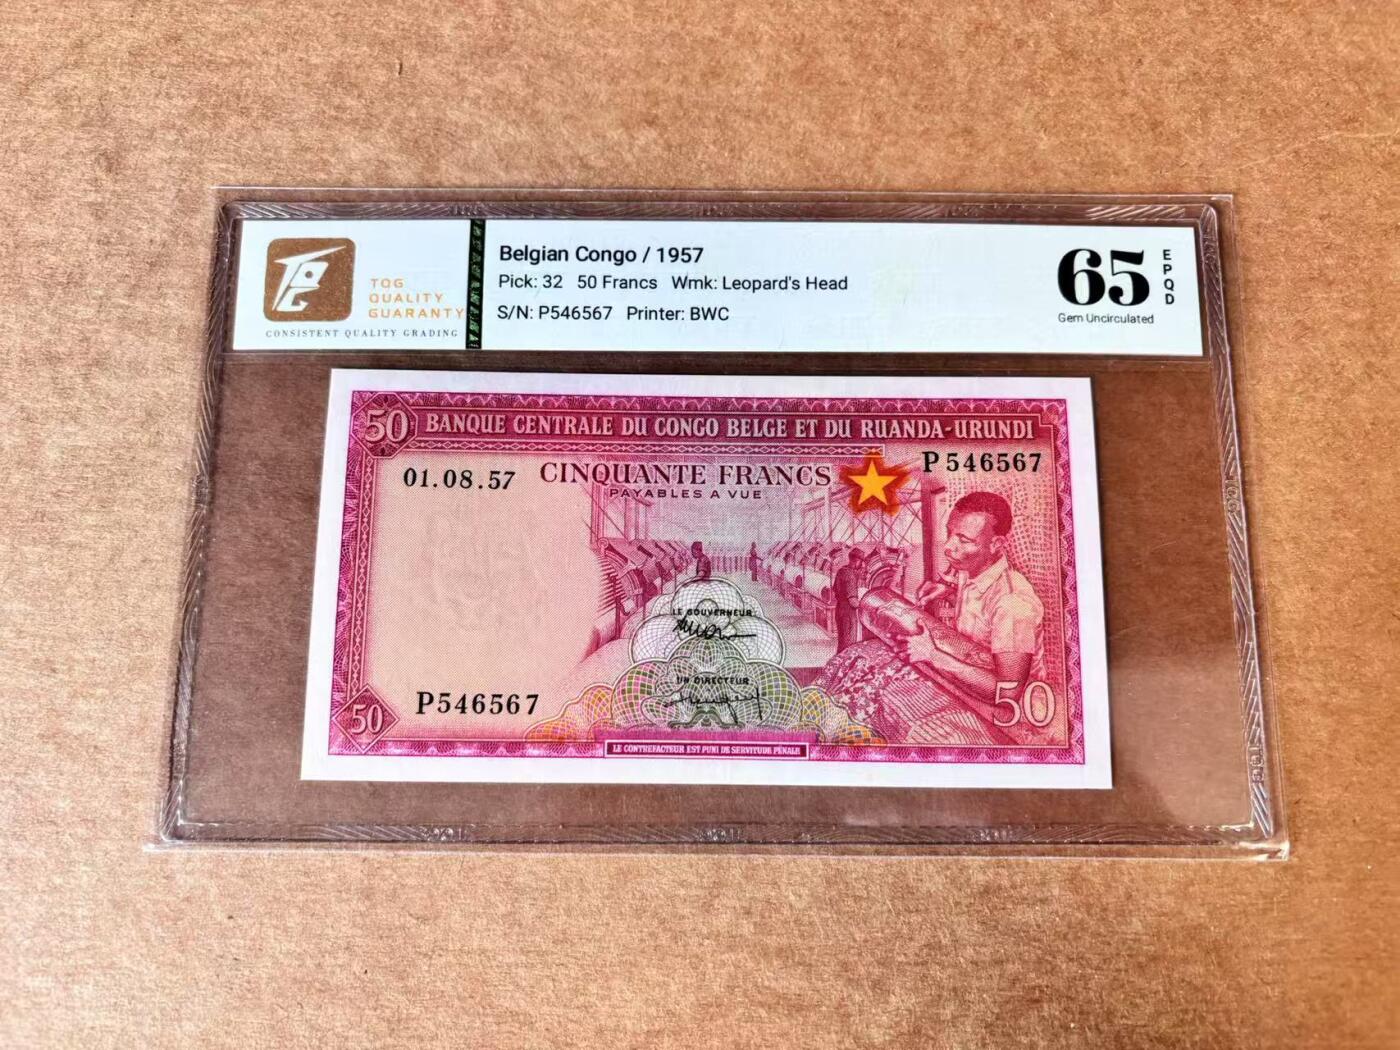 TQG
QUALITY
GUARANTY
CONSISTENT QUALITY GRADING
Belgian Congo / 1957
Pick: 32 50 Francs Wmk: Leopard's Head
S/N: P546567 Printer: BWC
65
EPQD
Gem Uncirculated
50 BANQUE CENTRALE DU CONGO BELGE ET DU RUANDA-URUNDI
01.08.57 CINQUANTE FRANCS P546567
PAYABLES A VUE
LE GOUVERNEUR
UN DIRECTEUR
50 P546567 50
LE CONTREFACTEUR EST PUNI DE SERVITUDE PÉNALE